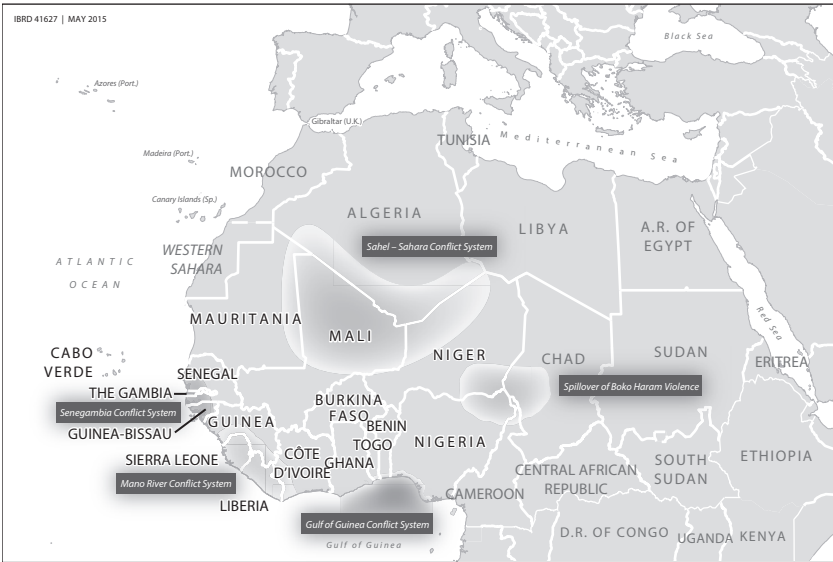 IBRD 41627 | MAY 2015
Black Sea
Azores (Port.)
Gibraltar (U.K.)
TUNISIA
Mediterranean Sea
Madeira (Port.)
MOROCCO
Canary Islands (Sp.)
ALGERIA
LIBYA
A.R. OF
EGYPT
Sahel – Sahara Conflict System
WESTERN
SAHARA
ATLANTIC
OCEAN
Red Sea
MAURITANIA
MALI
CABO
VERDE
NIGER
CHAD
SUDAN
ERITREA
SENEGAL
THE GAMBIA
Spillover of Boko Haram Violence
Senegambia Conflict System
GUINEA-BISSAU
GUINEA
BURKINA
FASO
BENIN
TOGO
NIGERIA
SIERRA LEONE
CÔTE
D'IVOIRE
GHANA
Mano River Conflict System
LIBERIA
CAMEROON
CENTRAL AFRICAN
REPUBLIC
SOUTH
SUDAN
ETHIOPIA
Gulf of Guinea Conflict System
Gulf of Guinea
D.R. OF CONGO
UGANDA
KENYA